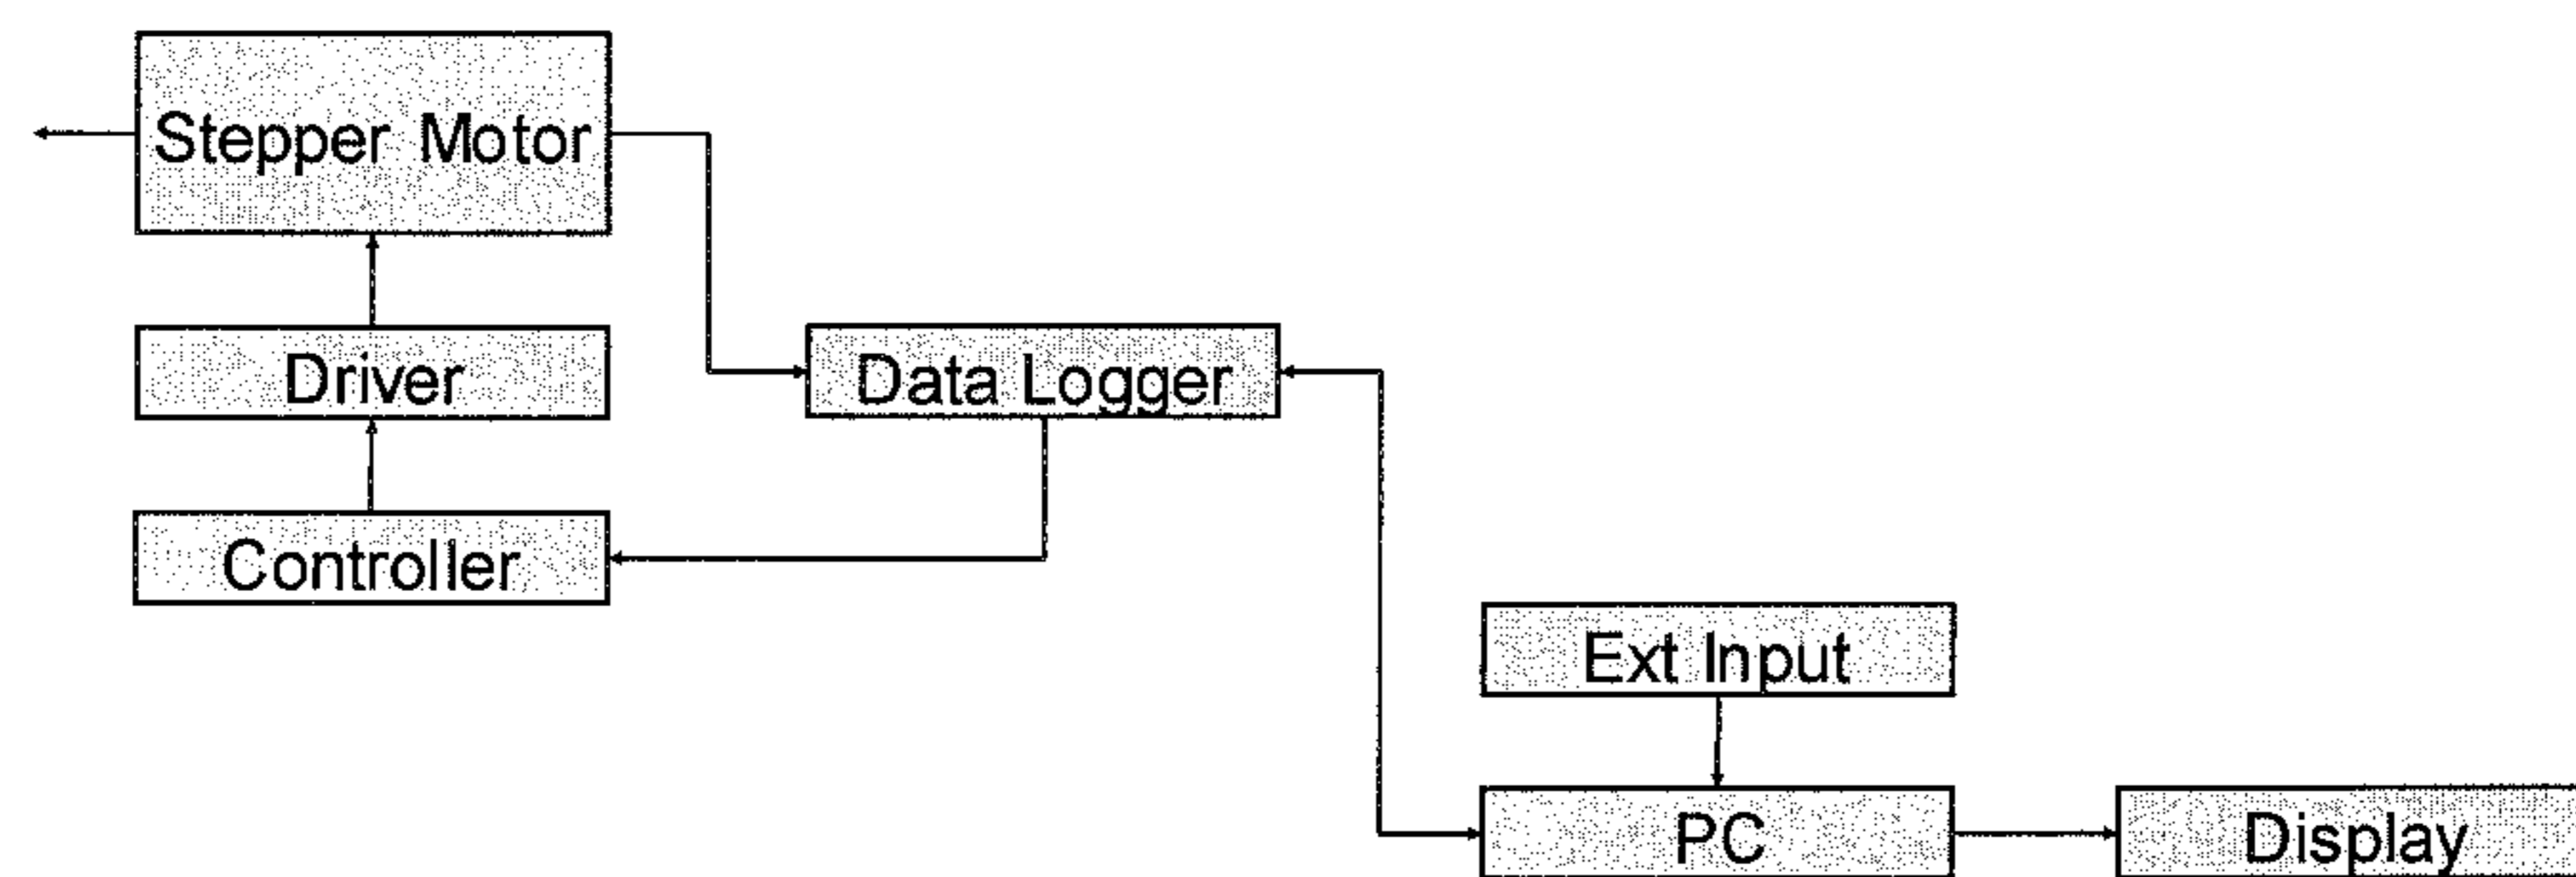 Stepper Motor
Driver
Data Logger
Controller
Ext Input
PC
Display